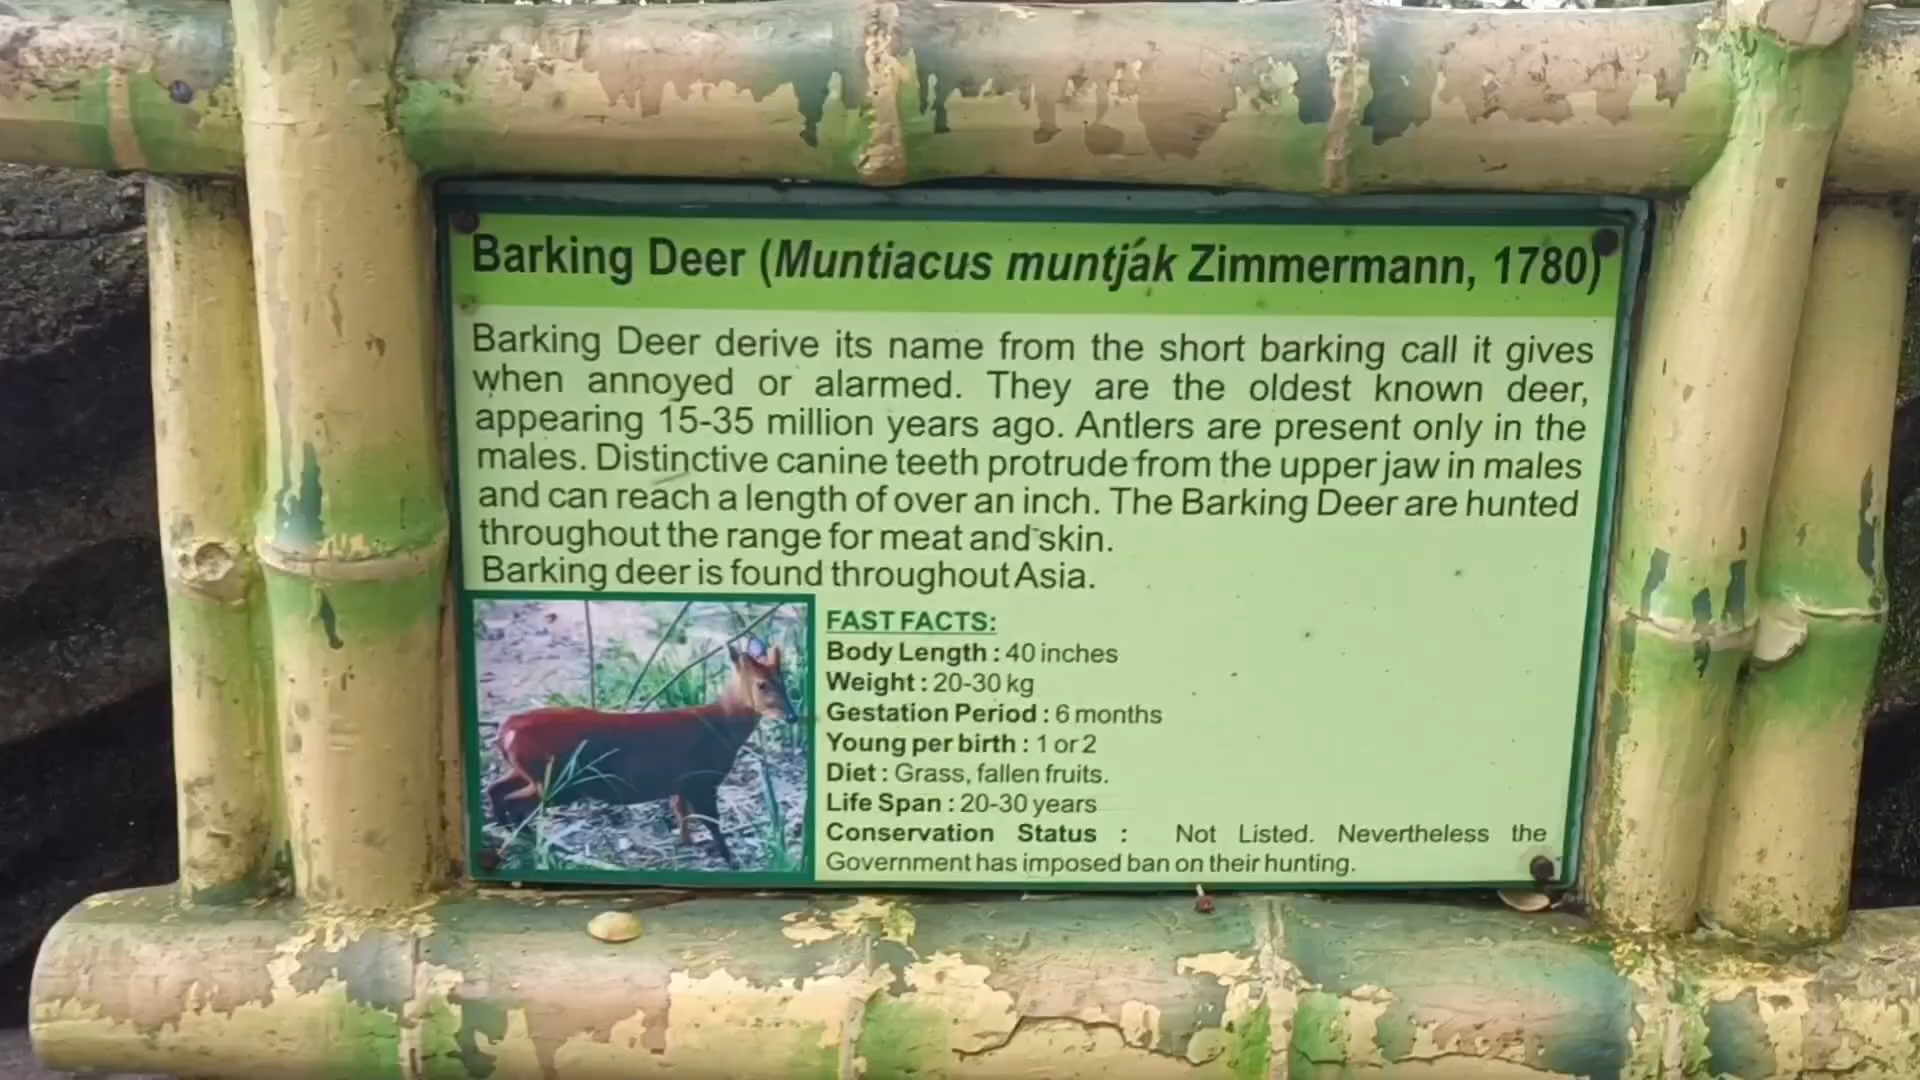 Barking Deer (Muntiacus muntják Zimmermann, 1780)
Barking Deer derive its name from the short barking call it gives
when annoyed or alarmed. They are the oldest known deer,
appearing 15-35 million years ago. Antlers are present only in the
males. Distinctive canine teeth protrude from the upper jaw in males
and can reach a length of over an inch. The Barking Deer are hunted
throughout the range for meat and skin.
Barking deer is found throughout Asia.
FAST FACTS:
Body Length : 40 inches
Weight : 20-30 kg
Gestation Period : 6 months
Young per birth : 1 or 2
Diet : Grass, fallen fruits.
Life Span : 20-30 years
Conservation Status : Not Listed. Nevertheless the
Government has imposed ban on their hunting.